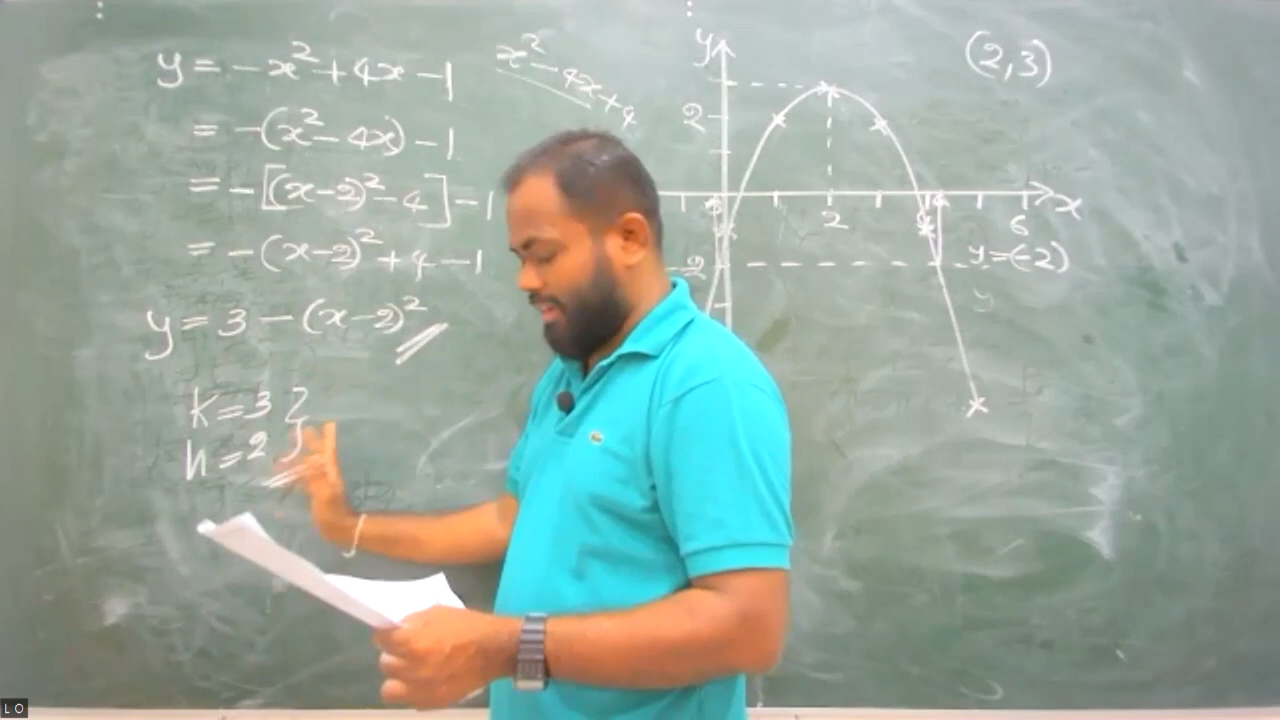 y = -x² + 4x - 1
= -(x² - 4x) - 1
= -[(x-2)² - 4] - 1
= -(x-2)² + 4 - 1
y = 3 - (x-2)²
k = 3 }
h = 2
x² - 4x + 4
y
(2,3)
2
x
2
4
6
-2
y=(-2)
y
L O